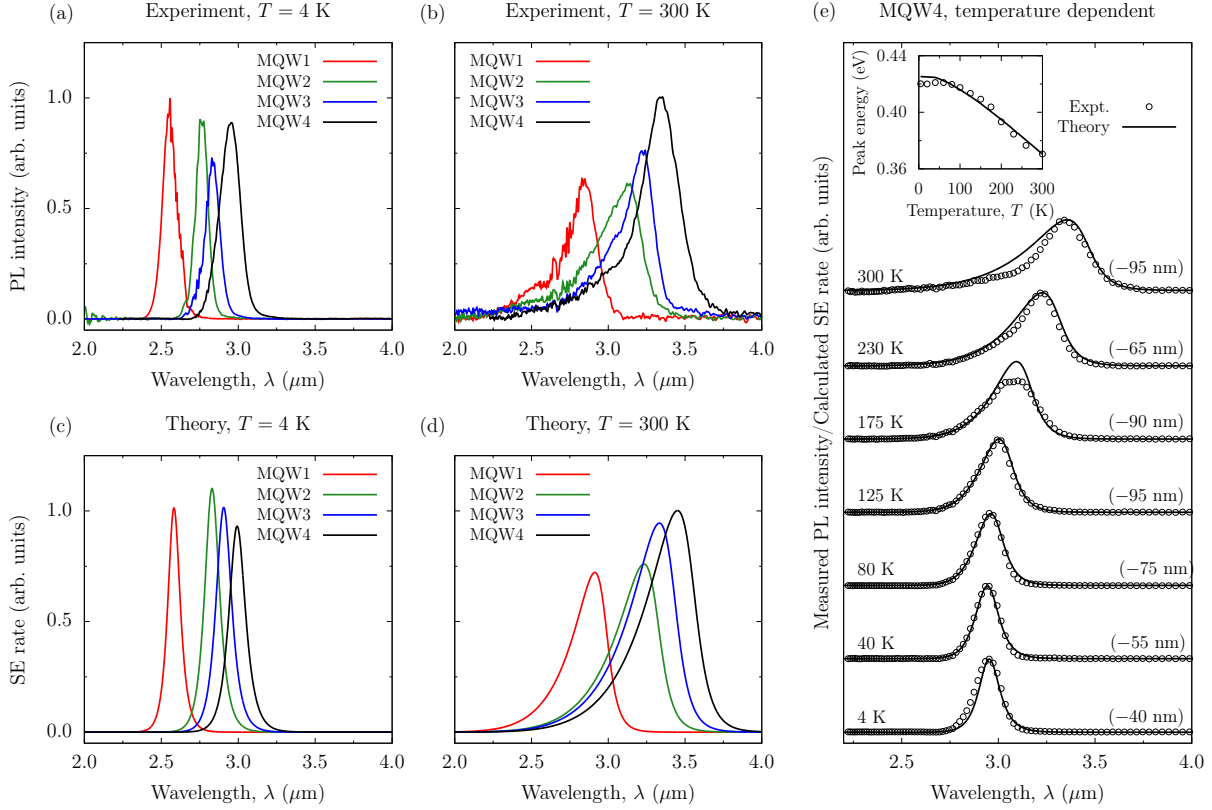 (a)
Experiment, T = 4 K
PL intensity (arb. units)
1.0
0.5
0.0
MQW1
MQW2
MQW3
MQW4
2.0 2.5 3.0 3.5 4.0
Wavelength, λ (μm)
(b)
Experiment, T = 300 K
MQW1
MQW2
MQW3
MQW4
2.0 2.5 3.0 3.5 4.0
Wavelength, λ (μm)
(c)
Theory, T = 4 K
SE rate (arb. units)
1.0
0.5
0.0
MQW1
MQW2
MQW3
MQW4
2.0 2.5 3.0 3.5 4.0
Wavelength, λ (μm)
(d)
Theory, T = 300 K
MQW1
MQW2
MQW3
MQW4
2.0 2.5 3.0 3.5 4.0
Wavelength, λ (μm)
(e)
MQW4, temperature dependent
Measured PL intensity/Calculated SE rate (arb. units)
Peak energy (eV)
0.44
0.40
0.36
0 100 200 300
Temperature, T (K)
Expt.
Theory
300 K (−95 nm)
230 K (−65 nm)
175 K (−90 nm)
125 K (−95 nm)
80 K (−75 nm)
40 K (−55 nm)
4 K (−40 nm)
2.5 3.0 3.5 4.0
Wavelength, λ (μm)